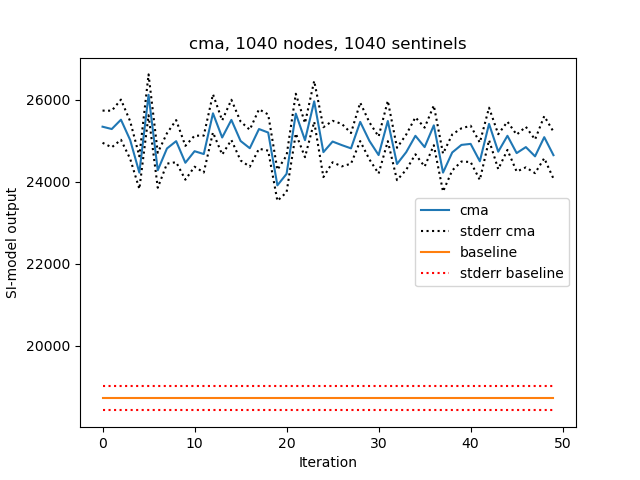 cma, 1040 nodes, 1040 sentinels
26000
24000
22000
20000
SI-model output
cma
stderr cma
baseline
stderr baseline
0 10 20 30 40 50
Iteration